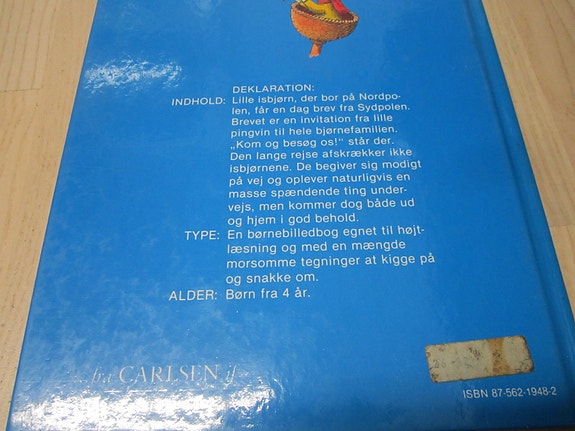 DEKLARATION:
INDHOLD: Lille isbjørn, der bor på Nordpo-
len, får en dag brev fra Sydpolen.
Brevet er en invitation fra lille
pingvin til hele bjørnefamilien.
„Kom og besøg os!" står der.
Den lange rejse afskrækker ikke
isbjørnene. De begiver sig modigt
på vej og oplever naturligvis en
masse spændende ting under-
vejs, men kommer dog både ud
og hjem i god behold.
TYPE: En børnebilledbog egnet til højt-
læsning og med en mængde
morsomme tegninger at kigge på
og snakke om.
ALDER: Børn fra 4 år.
...fra CARLSEN if
ISBN 87-562-1948-2